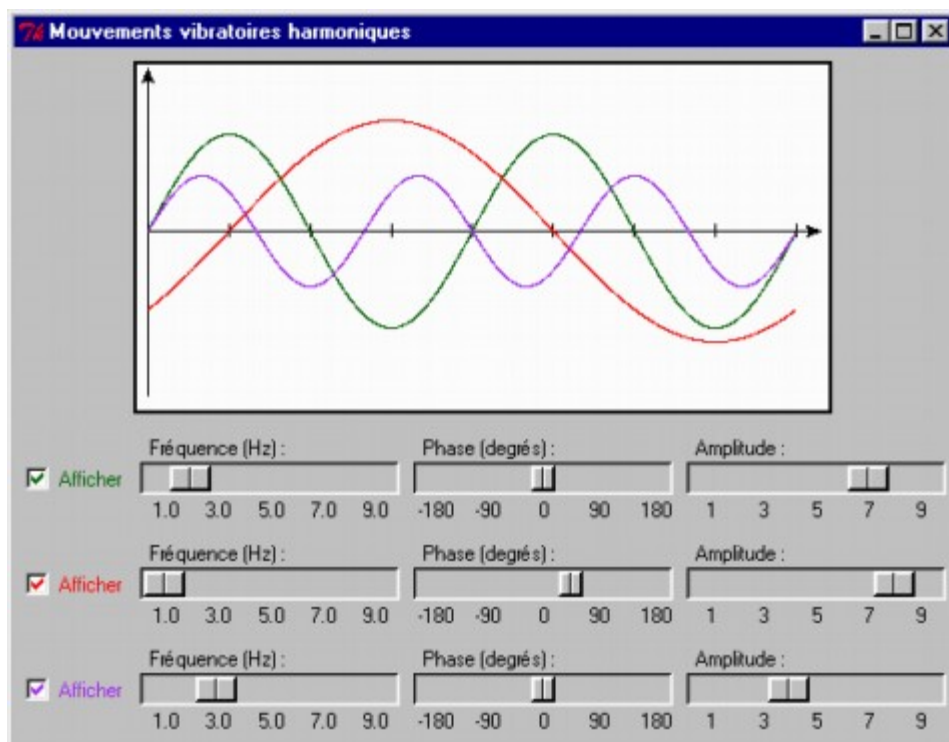 Mouvements vibratoires harmoniques
Fréquence (Hz) : Phase (degrés) : Amplitude :
Afficher
1.0 3.0 5.0 7.0 9.0 -180 -90 0 90 180 1 3 5 7 9
Fréquence (Hz) : Phase (degrés) : Amplitude :
Afficher
1.0 3.0 5.0 7.0 9.0 -180 -90 0 90 180 1 3 5 7 9
Fréquence (Hz) : Phase (degrés) : Amplitude :
Afficher
1.0 3.0 5.0 7.0 9.0 -180 -90 0 90 180 1 3 5 7 9